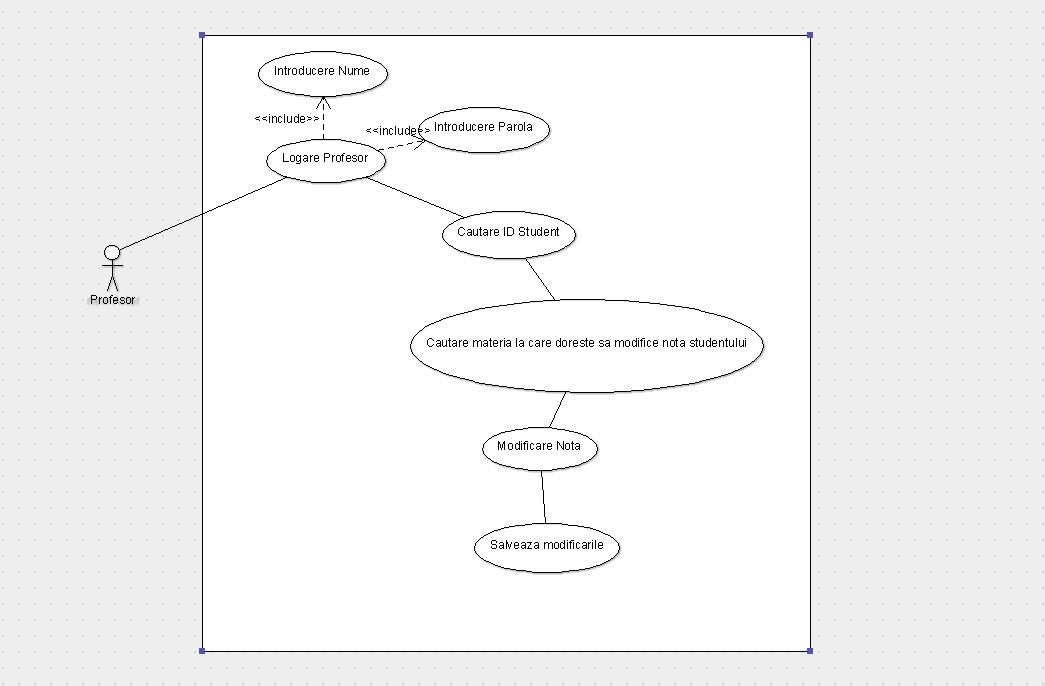 Introducere Nume
<<include>>
<<include>>
Introducere Parola
Logare Profesor
Cautare ID Student
Profesor
Cautare materia la care doreste sa modifice nota studentului
Modificare Nota
Salveaza modificarile